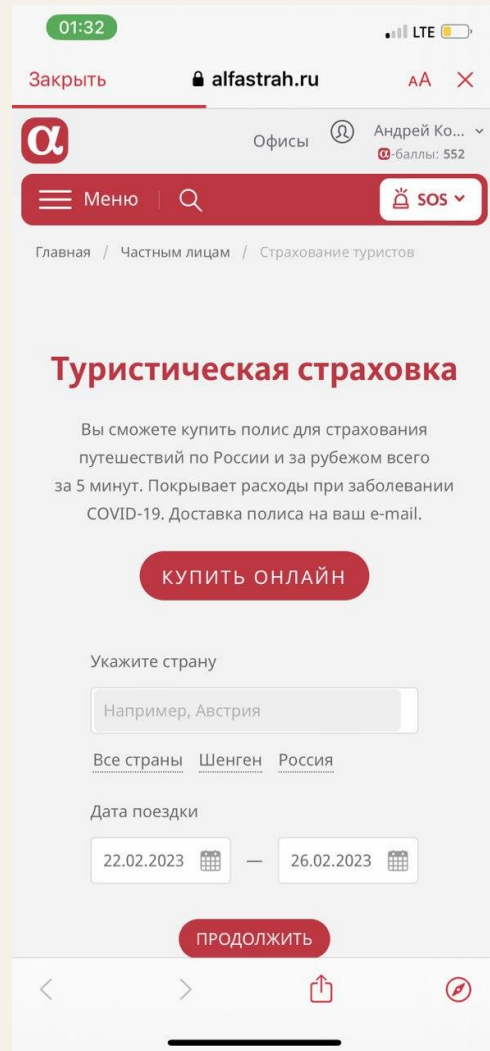 01:32
LTE
Закрыть
alfastrah.ru
AA
α
Офисы
Андрей Ко...
α-баллы: 552
Меню
SOS
Главная / Частным лицам / Страхование туристов
Туристическая страховка
Вы сможете купить полис для страхования
путешествий по России и за рубежом всего
за 5 минут. Покрывает расходы при заболевании
COVID-19. Доставка полиса на ваш e-mail.
КУПИТЬ ОНЛАЙН
Укажите страну
Например, Австрия
Все страны Шенген Россия
Дата поездки
22.02.2023 — 26.02.2023
ПРОДОЛЖИТЬ